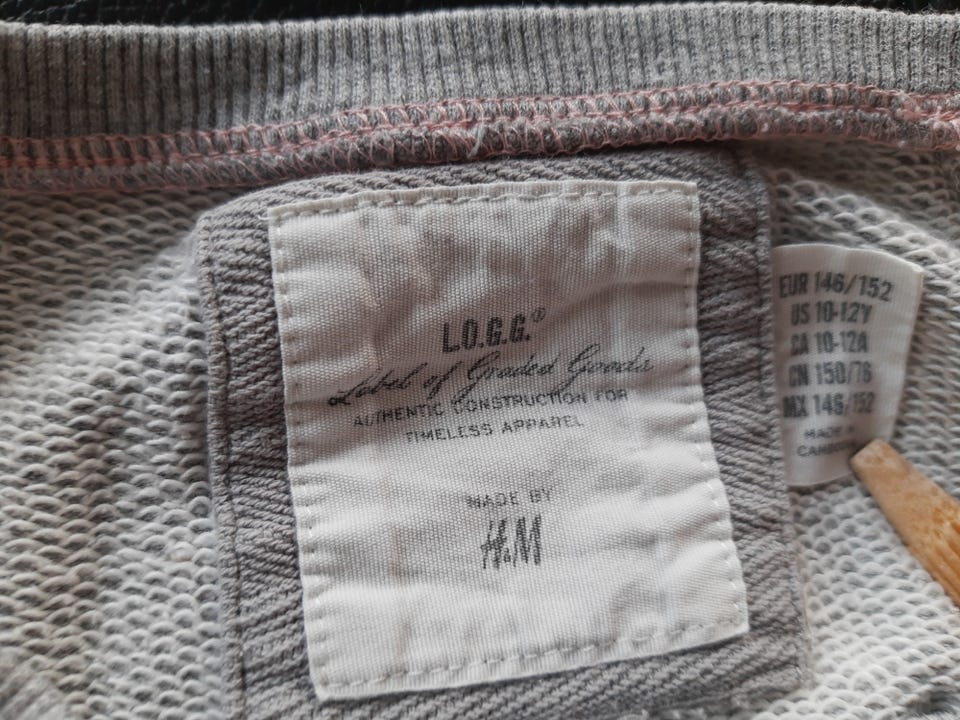 L.O.G.G.®
Label of Graded Goods
AUTHENTIC CONSTRUCTION FOR
TIMELESS APPAREL
MADE BY
H&M
EUR 146/152
US 10-12Y
CA 10-12A
CN 150/76
MX 146/152
MADE